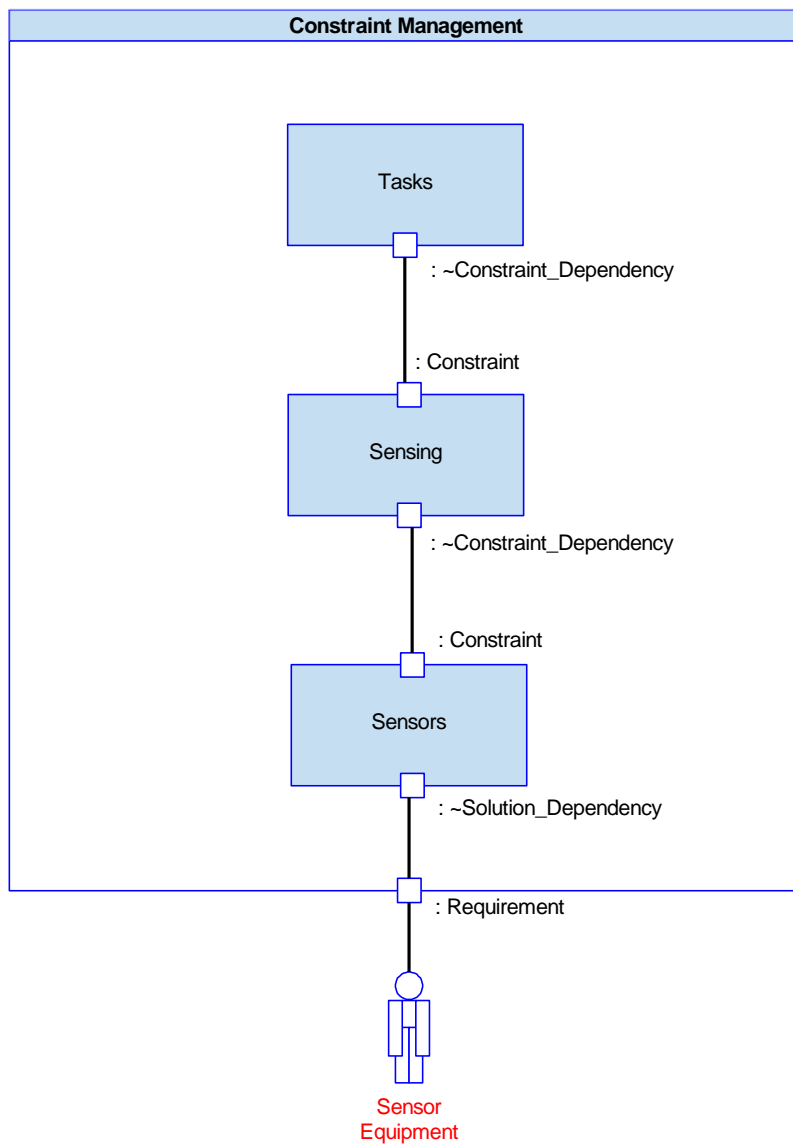 Constraint Management
Tasks
: ~Constraint_Dependency
: Constraint
Sensing
: ~Constraint_Dependency
: Constraint
Sensors
: ~Solution_Dependency
: Requirement
Sensor
Equipment